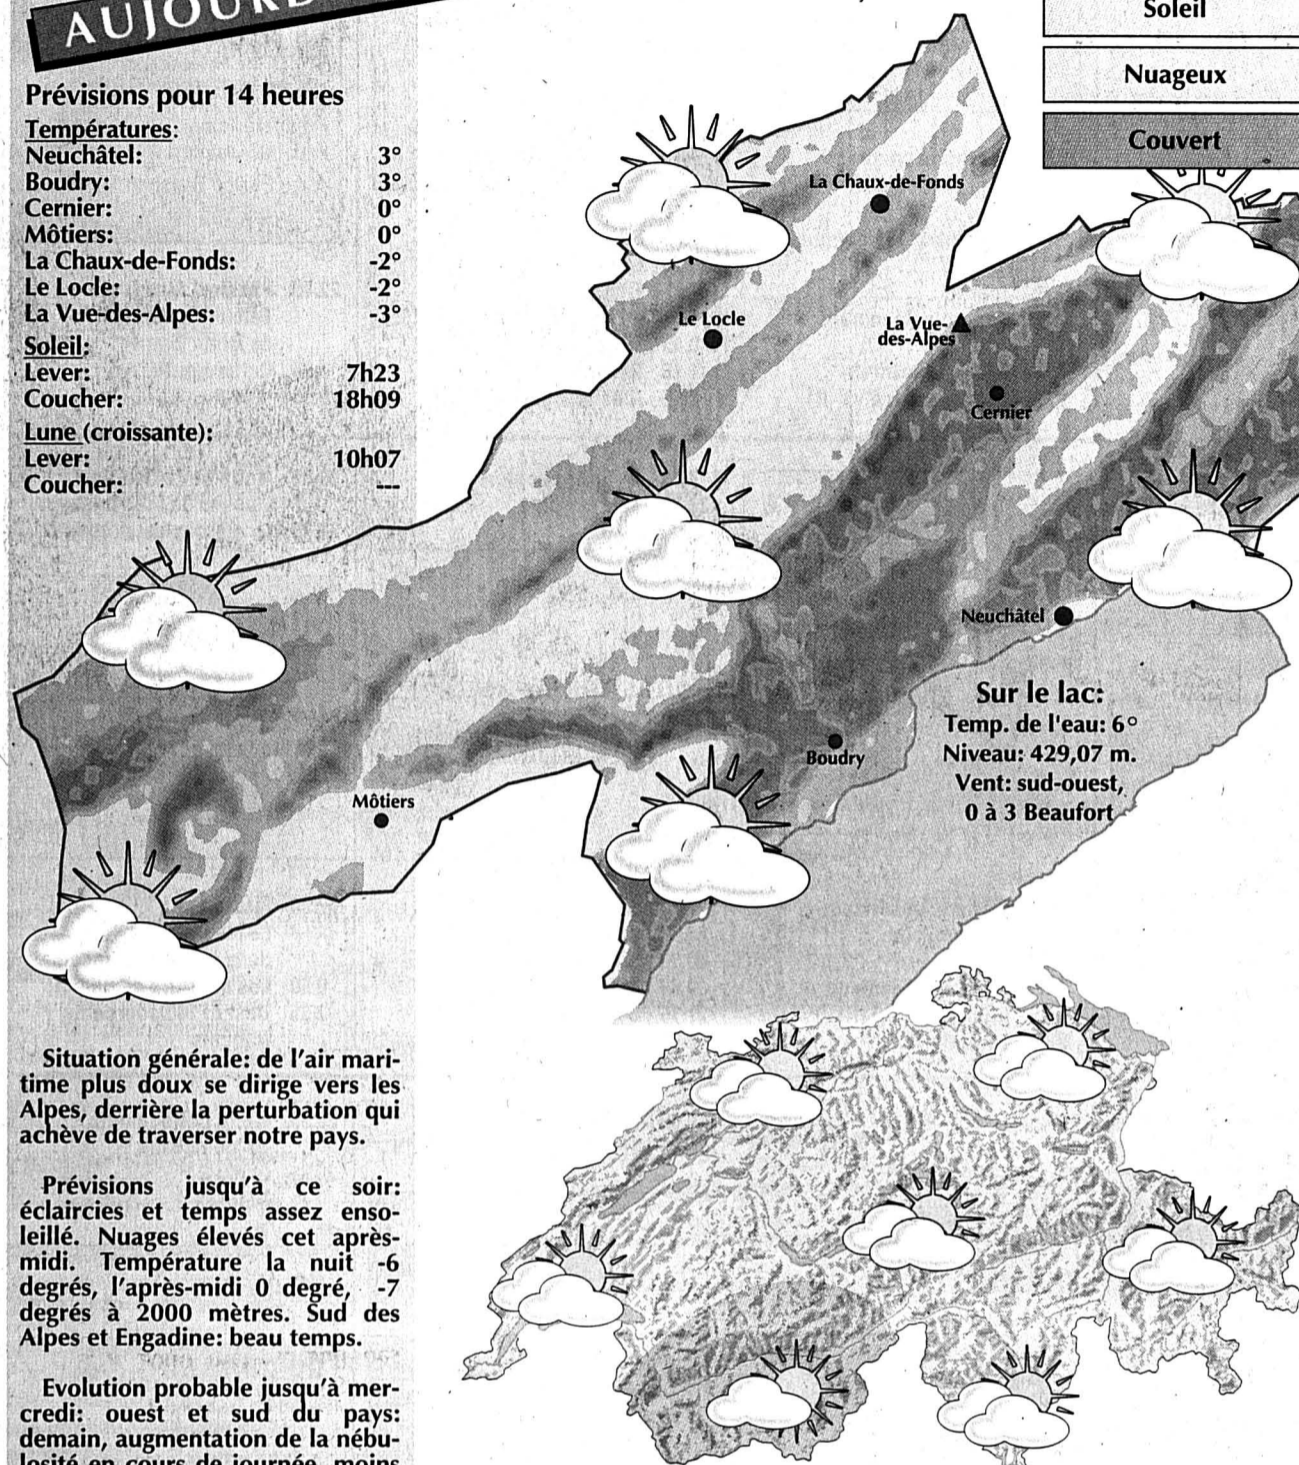 Prévisions pour 14 heures
Températures:
Neuchâtel: 3°
Boudry: 3°
Cernier: 0°
Môtiers: 0°
La Chaux-de-Fonds: -2°
Le Locle: -2°
La Vue-des-Alpes: -3°
Soleil:
Lever: 7h23
Coucher: 18h09
Lune (croissante):
Lever: 10h07
Coucher: ---
Soleil
Nuageux
Couvert
La Chaux-de-Fonds
Le Locle
La Vue-
des-Alpes
Cernier
Neuchâtel
Boudry
Môtiers
Sur le lac:
Temp. de l'eau: 6°
Niveau: 429,07 m.
Vent: sud-ouest,
0 à 3 Beaufort
Situation générale: de l'air mari-
time plus doux se dirige vers les
Alpes, derrière la perturbation qui
achève de traverser notre pays.
Prévisions jusqu'à ce soir:
éclaircies et temps assez enso-
leillé. Nuages élevés cet après-
midi. Température la nuit -6
degrés, l'après-midi 0 degré, -7
degrés à 2000 mètres. Sud des
Alpes et Engadine: beau temps.
Evolution probable jusqu'à mer-
credi: ouest et sud du pays:
demain, augmentation de la nébu-
losité en cours de journée, moins